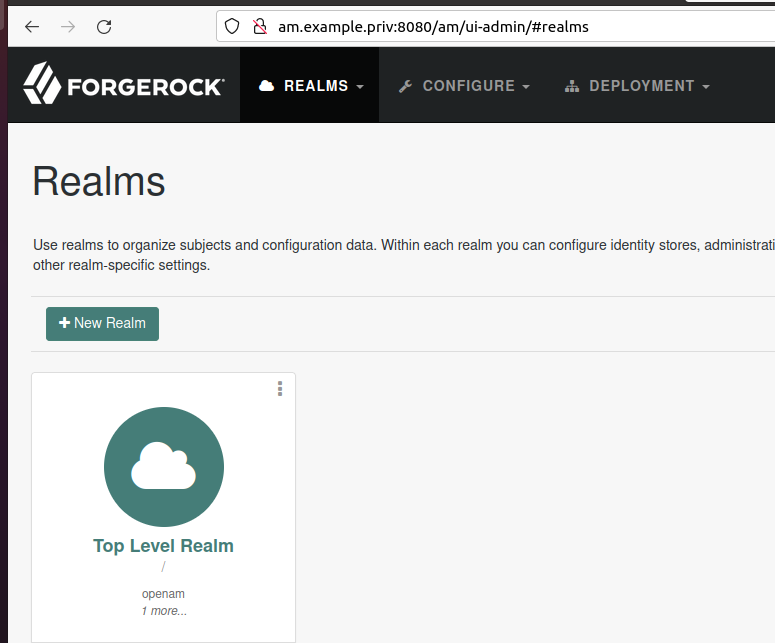 am.example.priv:8080/am/ui-admin/#realms
FORGEROCK REALMS CONFIGURE DEPLOYMENT
Realms
Use realms to organize subjects and configuration data. Within each realm you can configure identity stores, administrati
other realm-specific settings.
New Realm
Top Level Realm
/
openam
1 more...